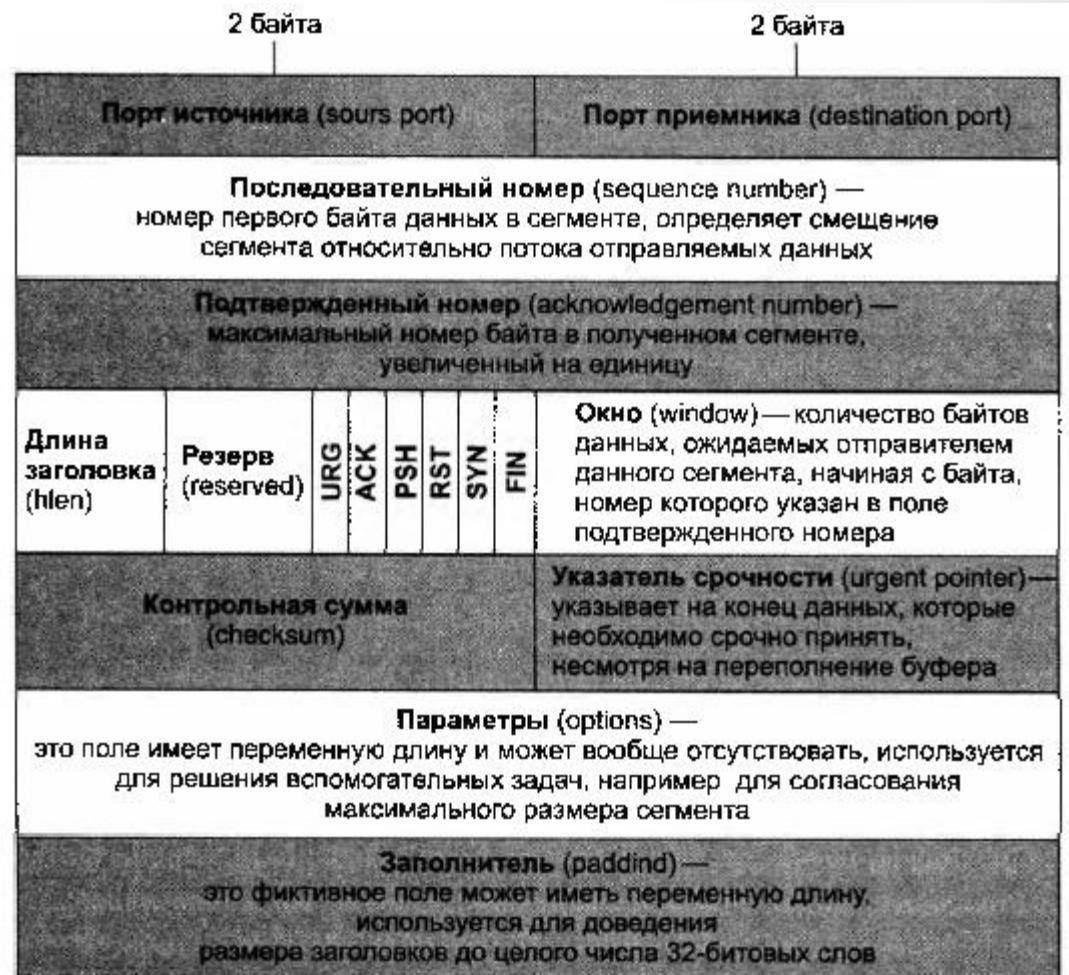 2 байта 2 байта
Порт источника (sours port) Порт приемника (destination port)
Последовательный номер (sequence number) —
номер первого байта данных в сегменте, определяет смещение
сегмента относительно потока отправляемых данных
Подтвержденный номер (acknowledgement number) —
максимальный номер байта в полученном сегменте,
увеличенный на единицу
Длина
заголовка
(hlen)
Резерв
(reserved)
URG
ACK
PSH
RST
SYN
FIN
Окно (window) — количество байтов
данных, ожидаемых отправителем
данного сегмента, начиная с байта,
номер которого указан в поле
подтвержденного номера
Контрольная сумма
(checksum)
Указатель срочности (urgent pointer) —
указывает на конец данных, которые
необходимо срочно принять,
несмотря на переполнение буфера
Параметры (options) —
это поле имеет переменную длину и может вообще отсутствовать, используется
для решения вспомогательных задач, например для согласования
максимального размера сегмента
Заполнитель (paddind) —
это фиктивное поле может иметь переменную длину,
используется для доведения
размера заголовков до целого числа 32-битовых слов